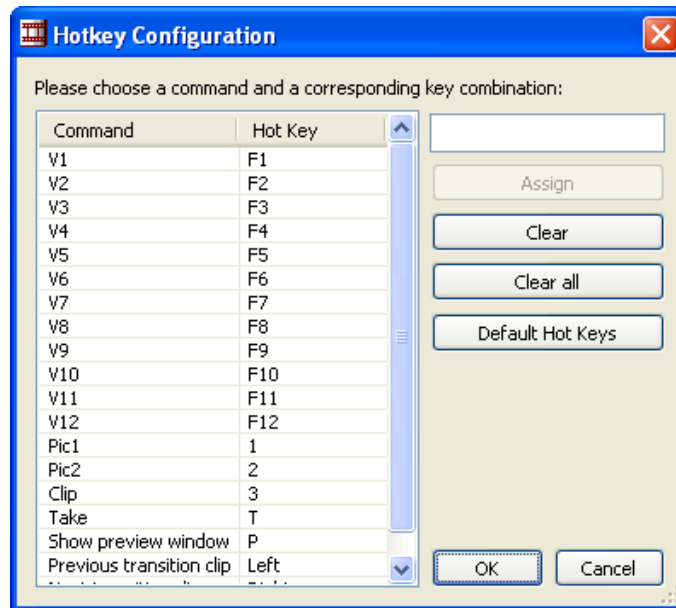 Hotkey Configuration
Please choose a command and a corresponding key combination:
Command Hot Key
V1 F1
V2 F2
V3 F3
V4 F4
V5 F5
V6 F6
V7 F7
V8 F8
V9 F9
V10 F10
V11 F11
V12 F12
Pic1 1
Pic2 2
Clip 3
Take T
Show preview window P
Previous transition clip Left
Assign
Clear
Clear all
Default Hot Keys
OK Cancel